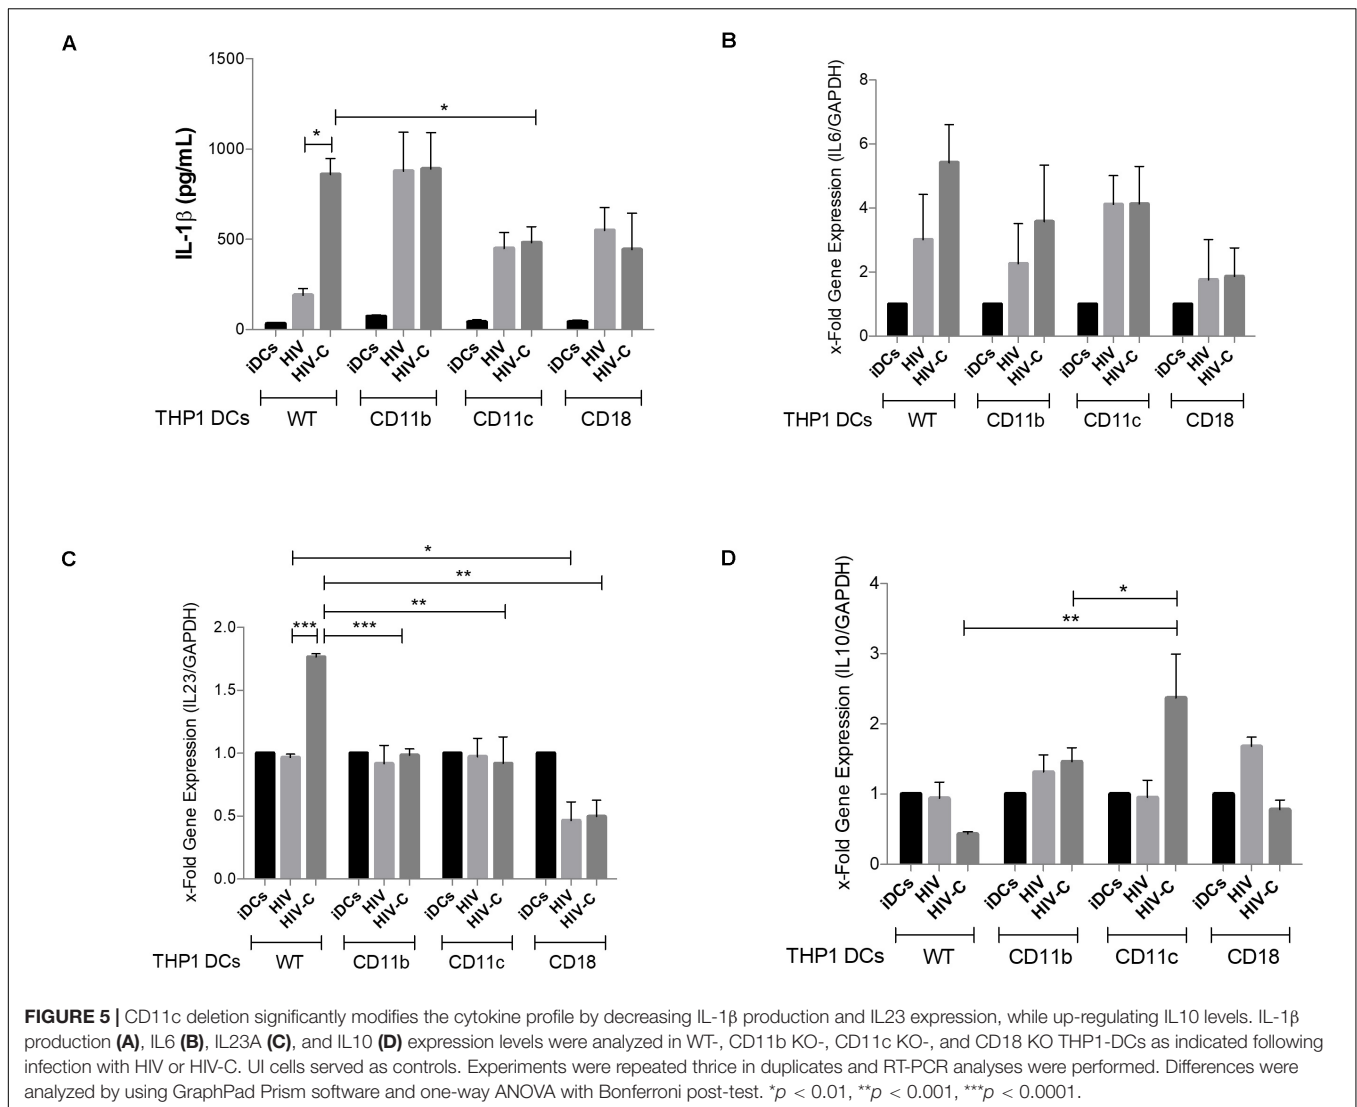 A
IL-1β (pg/mL)
1500
1000
500
0
*
*
iDCs HIV HIV-C iDCs HIV HIV-C iDCs HIV HIV-C iDCs HIV HIV-C
THP1 DCs WT CD11b CD11c CD18
B
x-Fold Gene Expression (IL6/GAPDH)
8
6
4
2
0
iDCs HIV HIV-C iDCs HIV HIV-C iDCs HIV HIV-C iDCs HIV HIV-C
THP1 DCs WT CD11b CD11c CD18
C
x-Fold Gene Expression (IL23/GAPDH)
*
**
**
*** ***
2.0
1.5
1.0
0.5
0.0
iDCs HIV HIV-C iDCs HIV HIV-C iDCs HIV HIV-C iDCs HIV HIV-C
THP1 DCs WT CD11b CD11c CD18
D
x-Fold Gene Expression (IL10/GAPDH)
4
3
2
1
0
*
**
iDCs HIV HIV-C iDCs HIV HIV-C iDCs HIV HIV-C iDCs HIV HIV-C
THP1 DCs WT CD11b CD11c CD18
FIGURE 5 | CD11c deletion significantly modifies the cytokine profile by decreasing IL-1β production and IL23 expression, while up-regulating IL10 levels. IL-1β
production (A), IL6 (B), IL23A (C), and IL10 (D) expression levels were analyzed in WT-, CD11b KO-, CD11c KO-, and CD18 KO THP1-DCs as indicated following
infection with HIV or HIV-C. UI cells served as controls. Experiments were repeated thrice in duplicates and RT-PCR analyses were performed. Differences were
analyzed by using GraphPad Prism software and one-way ANOVA with Bonferroni post-test. *p < 0.01, **p < 0.001, ***p < 0.0001.